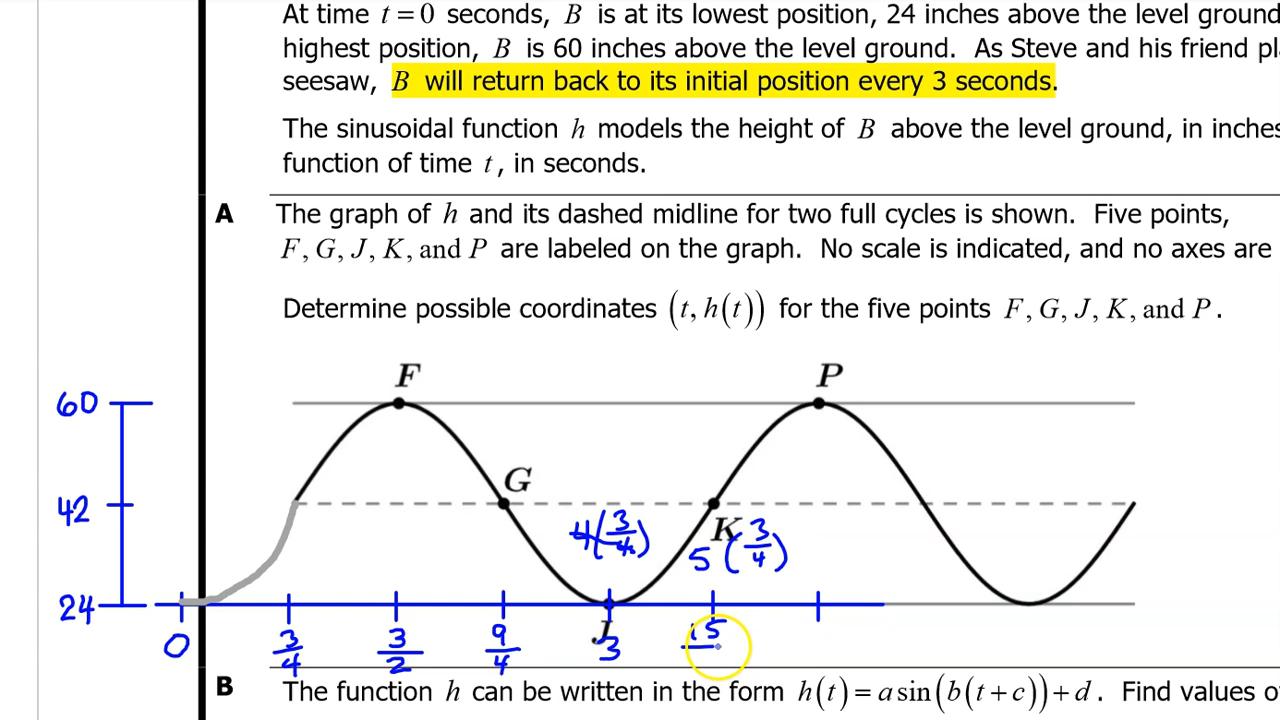 At time t = 0 seconds, B is at its lowest position, 24 inches above the level ground
highest position, B is 60 inches above the level ground. As Steve and his friend pl
seesaw, B will return back to its initial position every 3 seconds.
The sinusoidal function h models the height of B above the level ground, in inches
function of time t, in seconds.
A The graph of h and its dashed midline for two full cycles is shown. Five points,
F, G, J, K, and P are labeled on the graph. No scale is indicated, and no axes are
Determine possible coordinates (t, h(t)) for the five points F, G, J, K, and P.
F P
60
G
42
K
4(3/4) 5(3/4)
24
J
0 3/4 3/2 9/4 3 15
B The function h can be written in the form h(t) = a sin(b(t+c))+d. Find values o